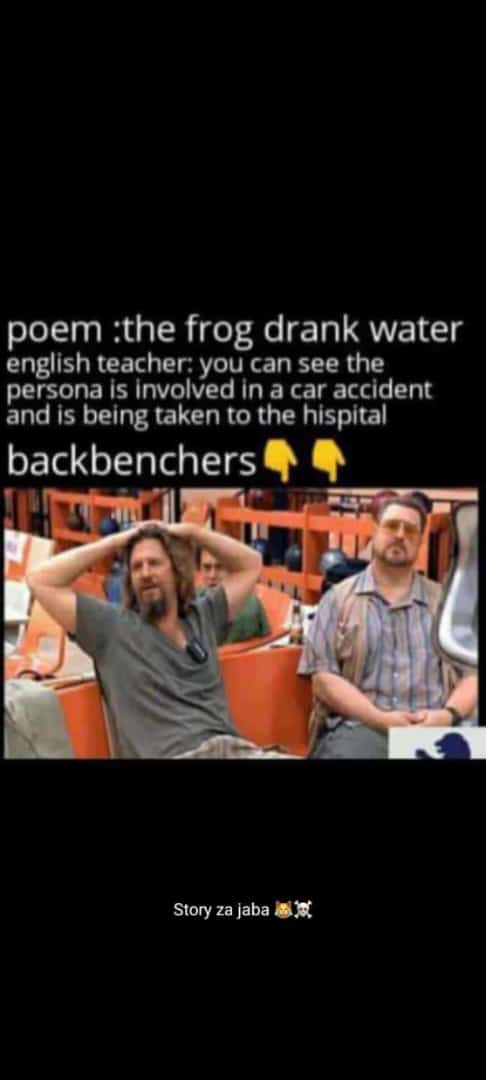 poem :the frog drank water
english teacher: you can see the
persona is involved in a car accident
and is being taken to the hispital
backbenchers👇👇
Story za jaba 😹☠️